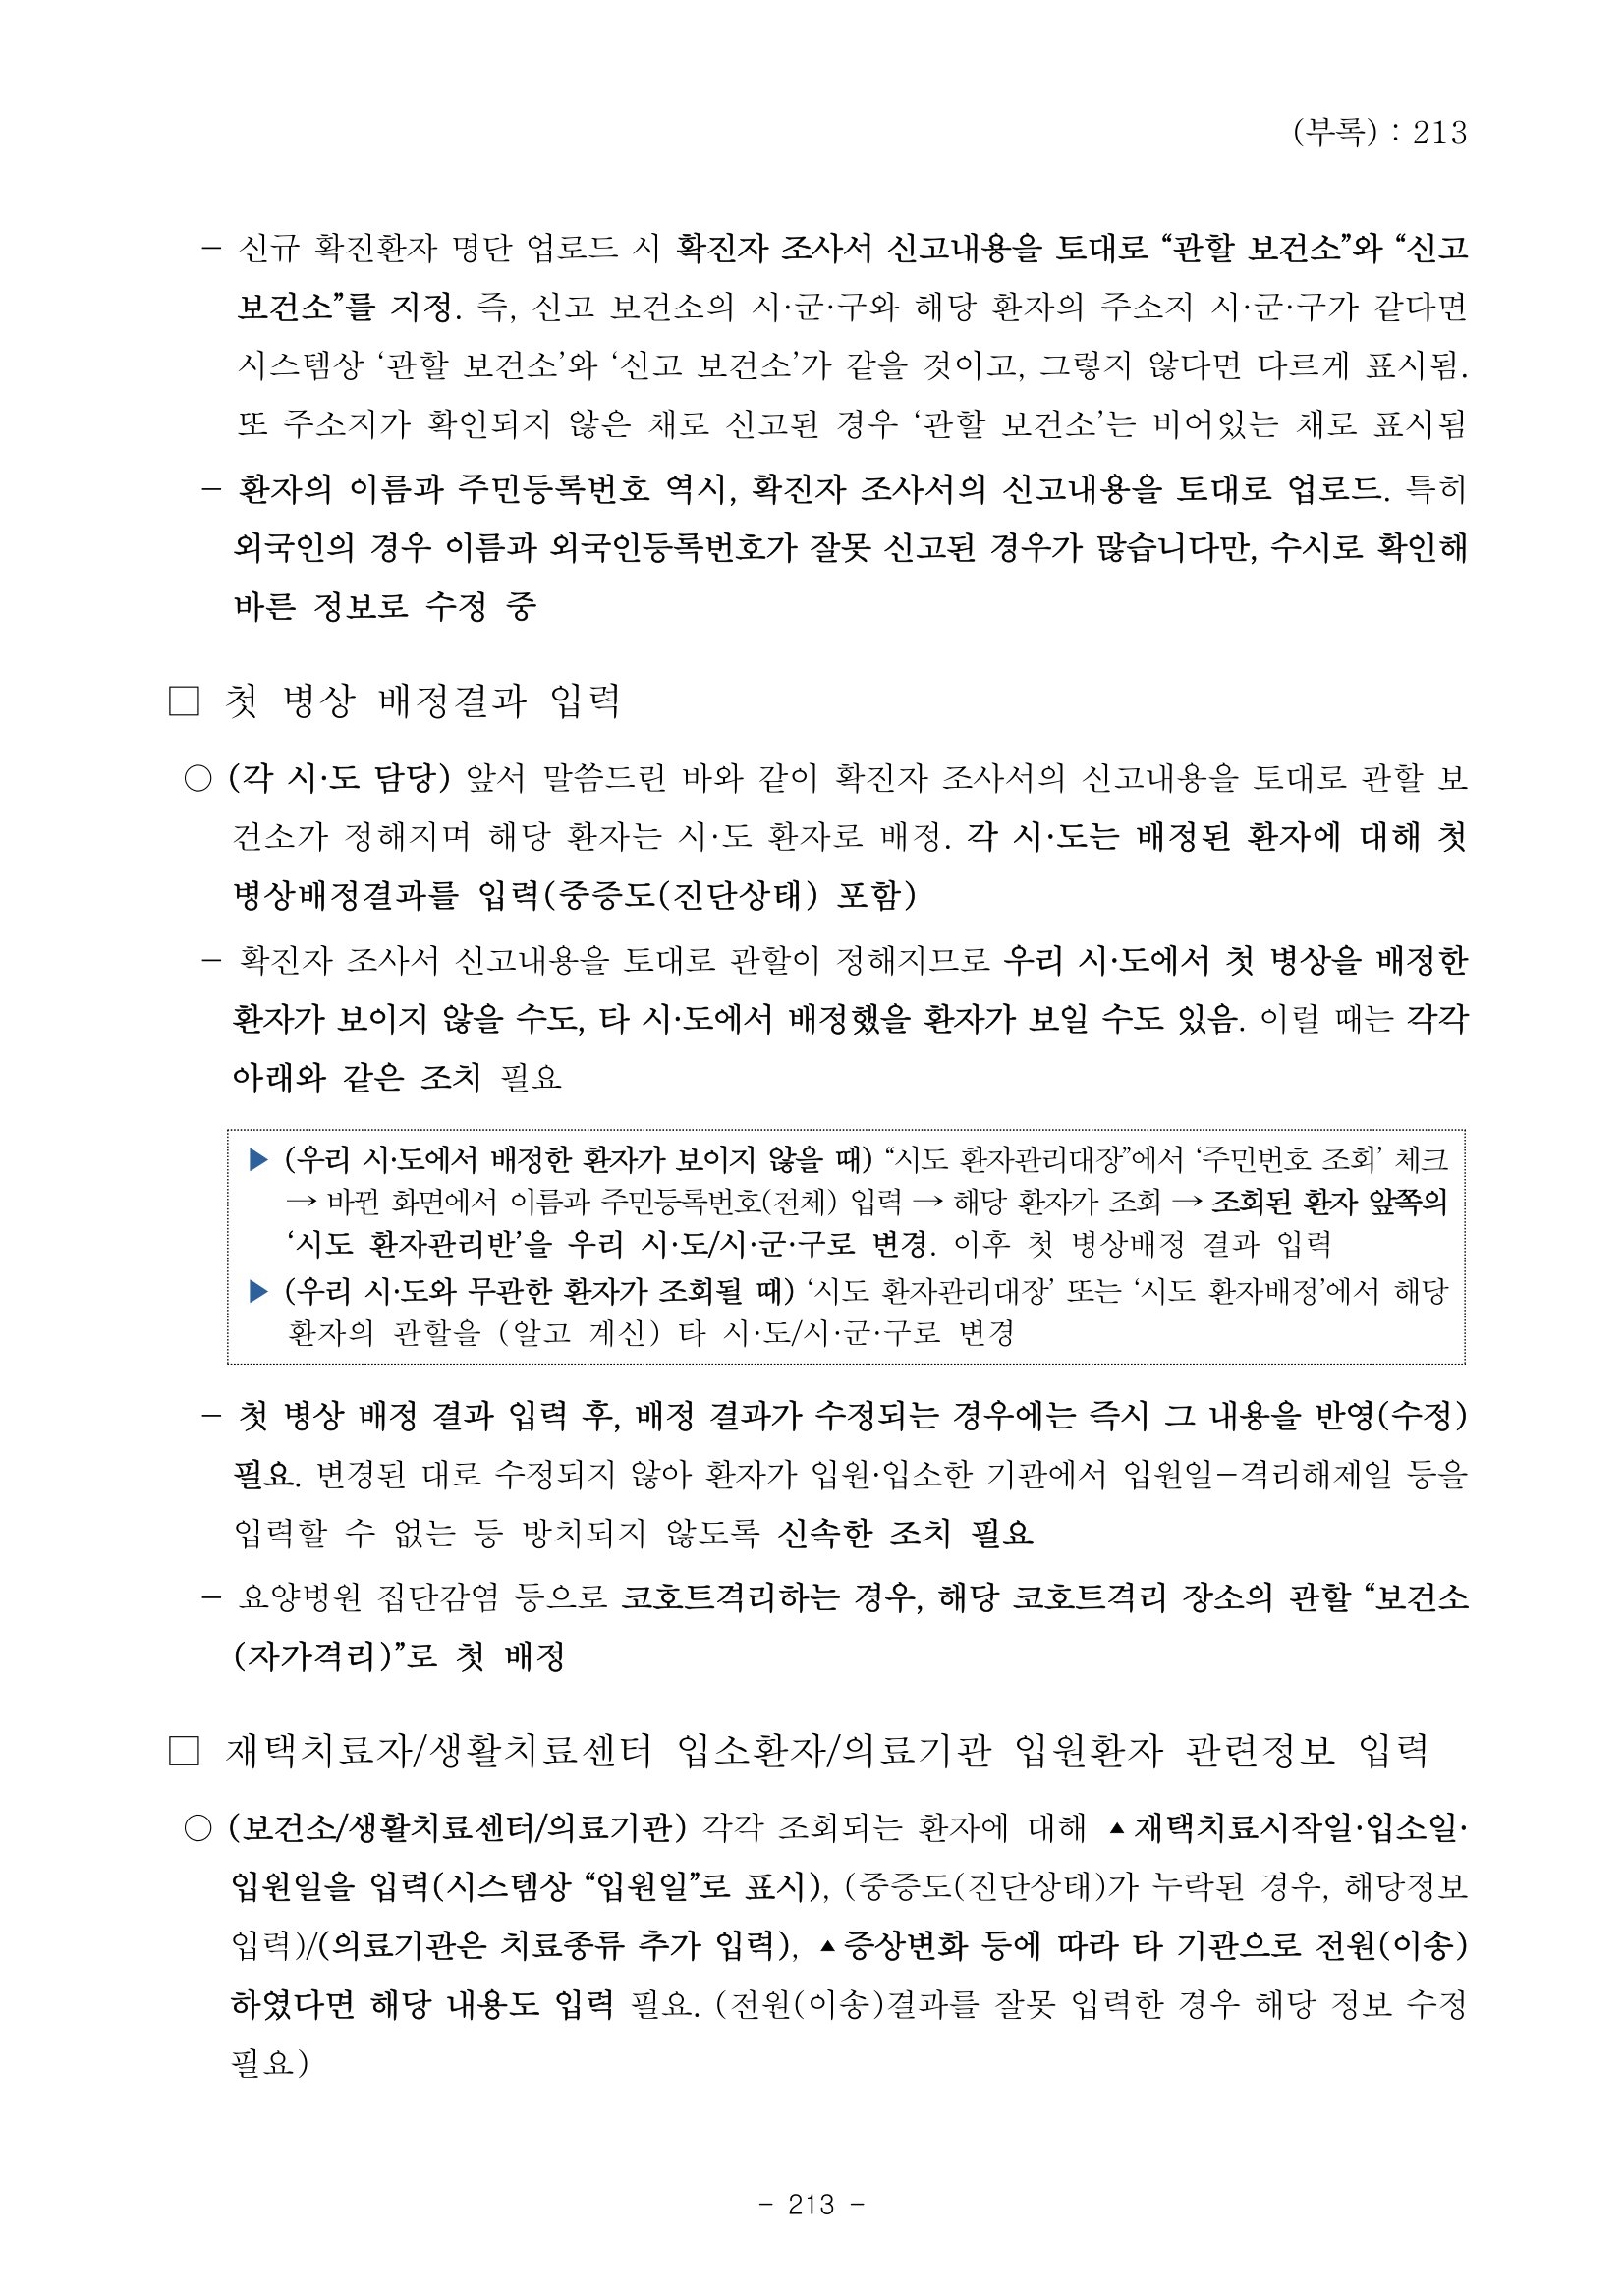 (부록) : 213
- 신규 확진환자 명단 업로드 시 확진자 조사서 신고내용을 토대로 “관할 보건소”와 “신고
보건소”를 지정. 즉, 신고 보건소의 시·군·구와 해당 환자의 주소지 시·군·구가 같다면
시스템상 ‘관할 보건소’와 ‘신고 보건소’가 같을 것이고, 그렇지 않다면 다르게 표시됨.
또 주소지가 확인되지 않은 채로 신고된 경우 ‘관할 보건소’는 비어있는 채로 표시됨
- 환자의 이름과 주민등록번호 역시, 확진자 조사서의 신고내용을 토대로 업로드. 특히
외국인의 경우 이름과 외국인등록번호가 잘못 신고된 경우가 많습니다만, 수시로 확인해
바른 정보로 수정 중
□ 첫 병상 배정결과 입력
○ (각 시·도 담당) 앞서 말씀드린 바와 같이 확진자 조사서의 신고내용을 토대로 관할 보
건소가 정해지며 해당 환자는 시·도 환자로 배정. 각 시·도는 배정된 환자에 대해 첫
병상배정결과를 입력(중증도(진단상태) 포함)
- 확진자 조사서 신고내용을 토대로 관할이 정해지므로 우리 시·도에서 첫 병상을 배정한
환자가 보이지 않을 수도, 타 시·도에서 배정했을 환자가 보일 수도 있음. 이럴 때는 각각
아래와 같은 조치 필요
▶ (우리 시·도에서 배정한 환자가 보이지 않을 때) “시도 환자관리대장”에서 ‘주민번호 조회’ 체크
→ 바뀐 화면에서 이름과 주민등록번호(전체) 입력 → 해당 환자가 조회 → 조회된 환자 앞쪽의
‘시도 환자관리반’을 우리 시·도/시·군·구로 변경. 이후 첫 병상배정 결과 입력
▶ (우리 시·도와 무관한 환자가 조회될 때) ‘시도 환자관리대장’ 또는 ‘시도 환자배정’에서 해당
환자의 관할을 (알고 계신) 타 시·도/시·군·구로 변경
- 첫 병상 배정 결과 입력 후, 배정 결과가 수정되는 경우에는 즉시 그 내용을 반영(수정)
필요. 변경된 대로 수정되지 않아 환자가 입원·입소한 기관에서 입원일-격리해제일 등을
입력할 수 없는 등 방치되지 않도록 신속한 조치 필요
- 요양병원 집단감염 등으로 코호트격리하는 경우, 해당 코호트격리 장소의 관할 “보건소
(자가격리)”로 첫 배정
□ 재택치료자/생활치료센터 입소환자/의료기관 입원환자 관련정보 입력
○ (보건소/생활치료센터/의료기관) 각각 조회되는 환자에 대해 ▲재택치료시작일·입소일·
입원일을 입력(시스템상 “입원일”로 표시), (중증도(진단상태)가 누락된 경우, 해당정보
입력)/(의료기관은 치료종류 추가 입력), ▲증상변화 등에 따라 타 기관으로 전원(이송)
하였다면 해당 내용도 입력 필요. (전원(이송)결과를 잘못 입력한 경우 해당 정보 수정
필요)
- 213 -